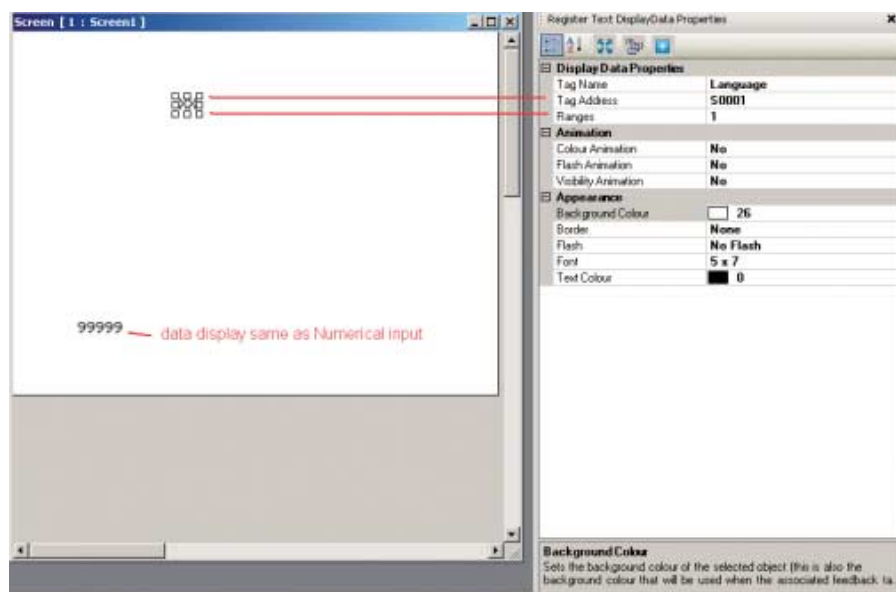 Screen [ 1 : Screen1 ]
99999
data display same as Numerical input
Register Text DisplayData Properties
Display Data Properties
Tag Name Language
Tag Address S0001
Ranges 1
Animation
Colour Animation No
Flash Animation No
Visibility Animation No
Appearance
Background Colour 26
Border None
Flash No Flash
Font 5 x 7
Text Colour 0
Background Colour
Sets the background colour of the selected object (this is also the
background colour that will be used when the associated feedback ta..